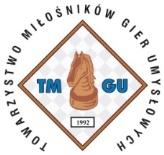 TOWARZYSTWO MIŁOŚNIKÓW GIER UMYSŁOWYCH
TM GU
1992